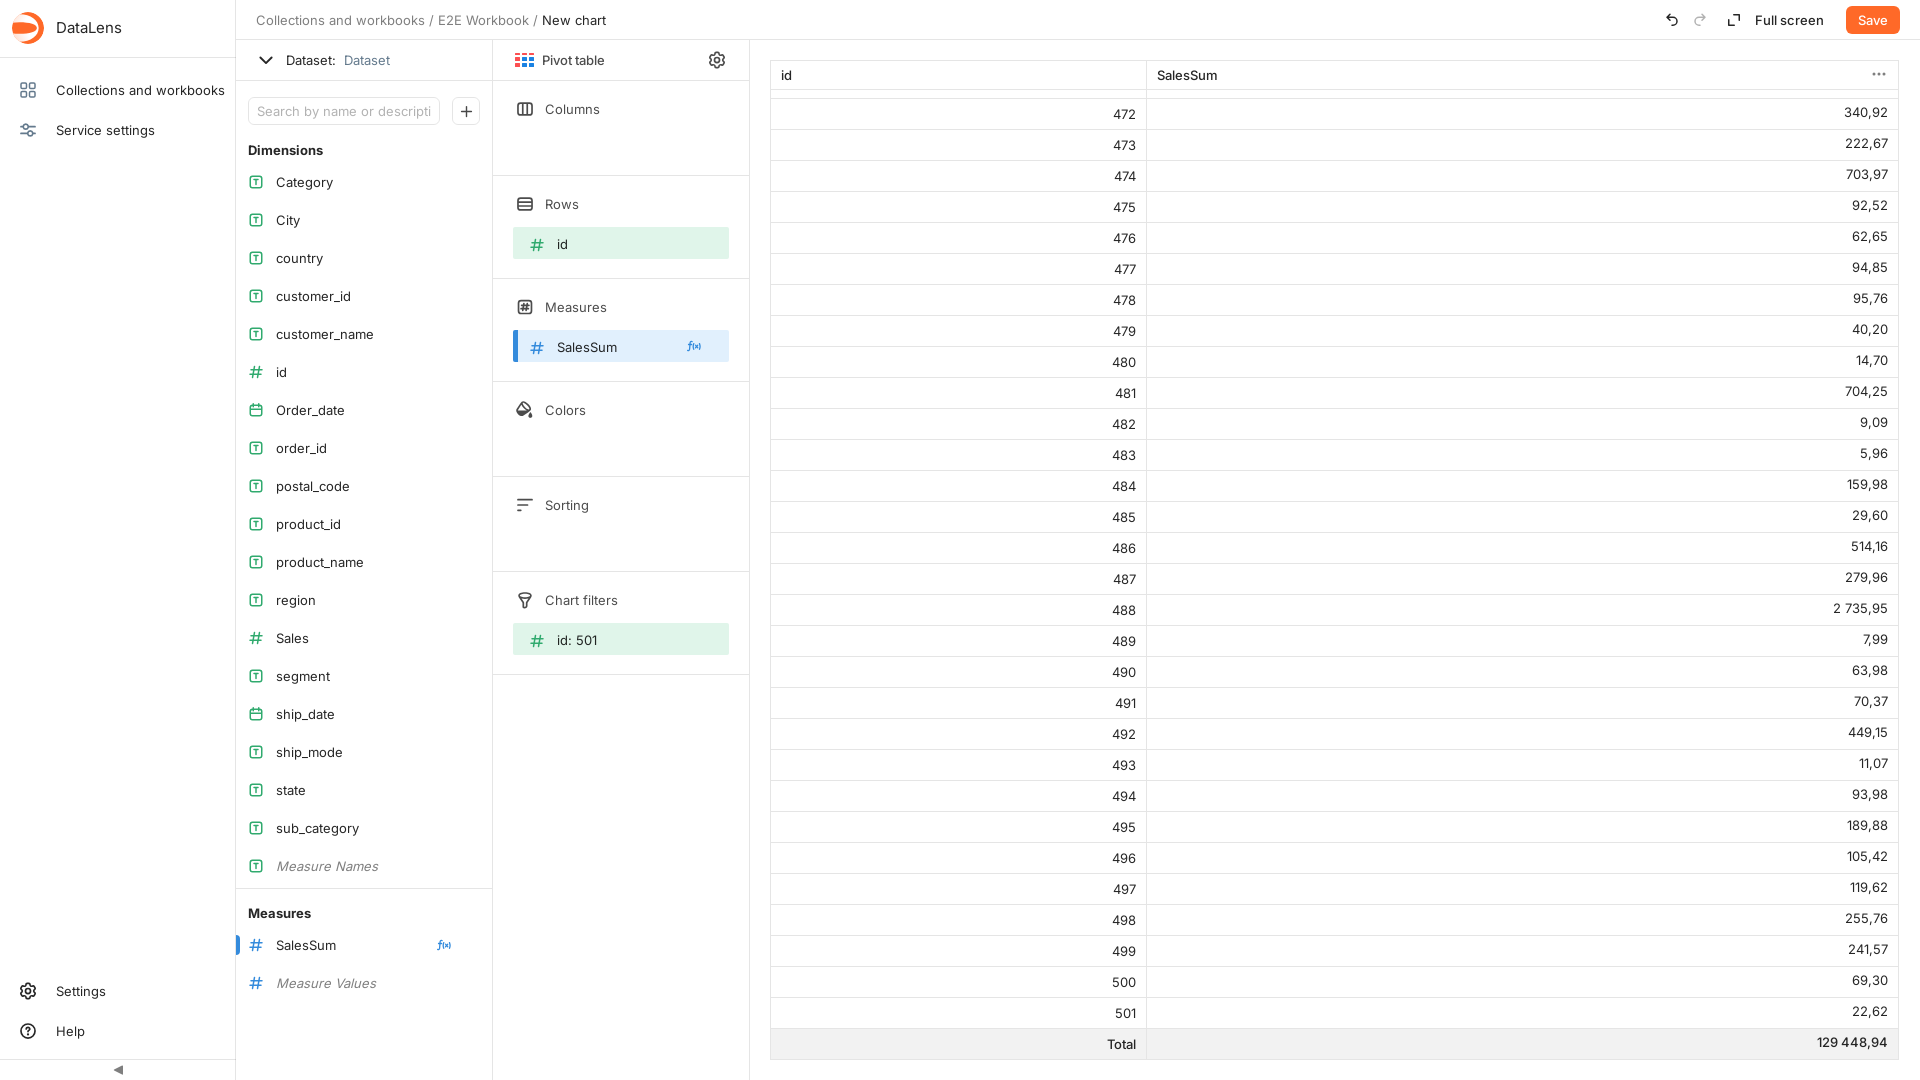 DataLens
Collections and workbooks
Service settings
Settings
Help
Collections and workbooks / E2E Workbook / New chart
Full screen
Save
Dataset: Dataset
Search by name or descripti
Dimensions
Category
City
country
customer_id
customer_name
id
Order_date
order_id
postal_code
product_id
product_name
region
Sales
segment
ship_date
ship_mode
state
sub_category
Measure Names
Measures
SalesSum
Measure Values
Pivot table
Columns
Rows
id
Measures
SalesSum
Colors
Sorting
Chart filters
id: 501
id SalesSum
472 340,92
473 222,67
474 703,97
475 92,52
476 62,65
477 94,85
478 95,76
479 40,20
480 14,70
481 704,25
482 9,09
483 5,96
484 159,98
485 29,60
486 514,16
487 279,96
488 2 735,95
489 7,99
490 63,98
491 70,37
492 449,15
493 11,07
494 93,98
495 189,88
496 105,42
497 119,62
498 255,76
499 241,57
500 69,30
501 22,62
Total 129 448,94